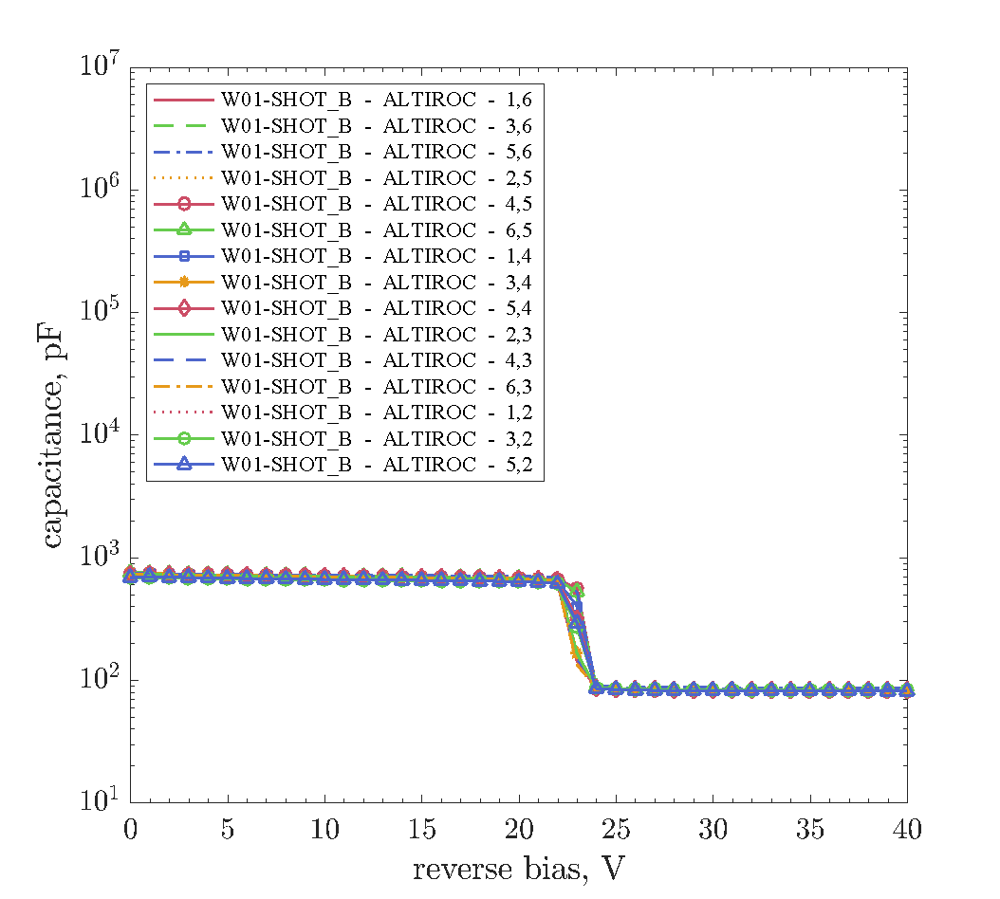 10^7
10^6
10^5
10^4
10^3
10^2
10^1
capacitance, pF
W01-SHOT_B - ALTIROC - 1,6
W01-SHOT_B - ALTIROC - 3,6
W01-SHOT_B - ALTIROC - 5,6
W01-SHOT_B - ALTIROC - 2,5
W01-SHOT_B - ALTIROC - 4,5
W01-SHOT_B - ALTIROC - 6,5
W01-SHOT_B - ALTIROC - 1,4
W01-SHOT_B - ALTIROC - 3,4
W01-SHOT_B - ALTIROC - 5,4
W01-SHOT_B - ALTIROC - 2,3
W01-SHOT_B - ALTIROC - 4,3
W01-SHOT_B - ALTIROC - 6,3
W01-SHOT_B - ALTIROC - 1,2
W01-SHOT_B - ALTIROC - 3,2
W01-SHOT_B - ALTIROC - 5,2
0 5 10 15 20 25 30 35 40
reverse bias, V